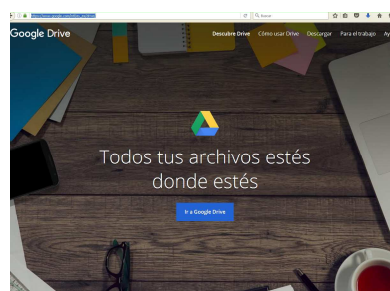 Buscar
Google Drive
Descubre Drive Cómo usar Drive Descargar Para el trabajo
Todos tus archivos estés
donde estés
Ir a Google Drive